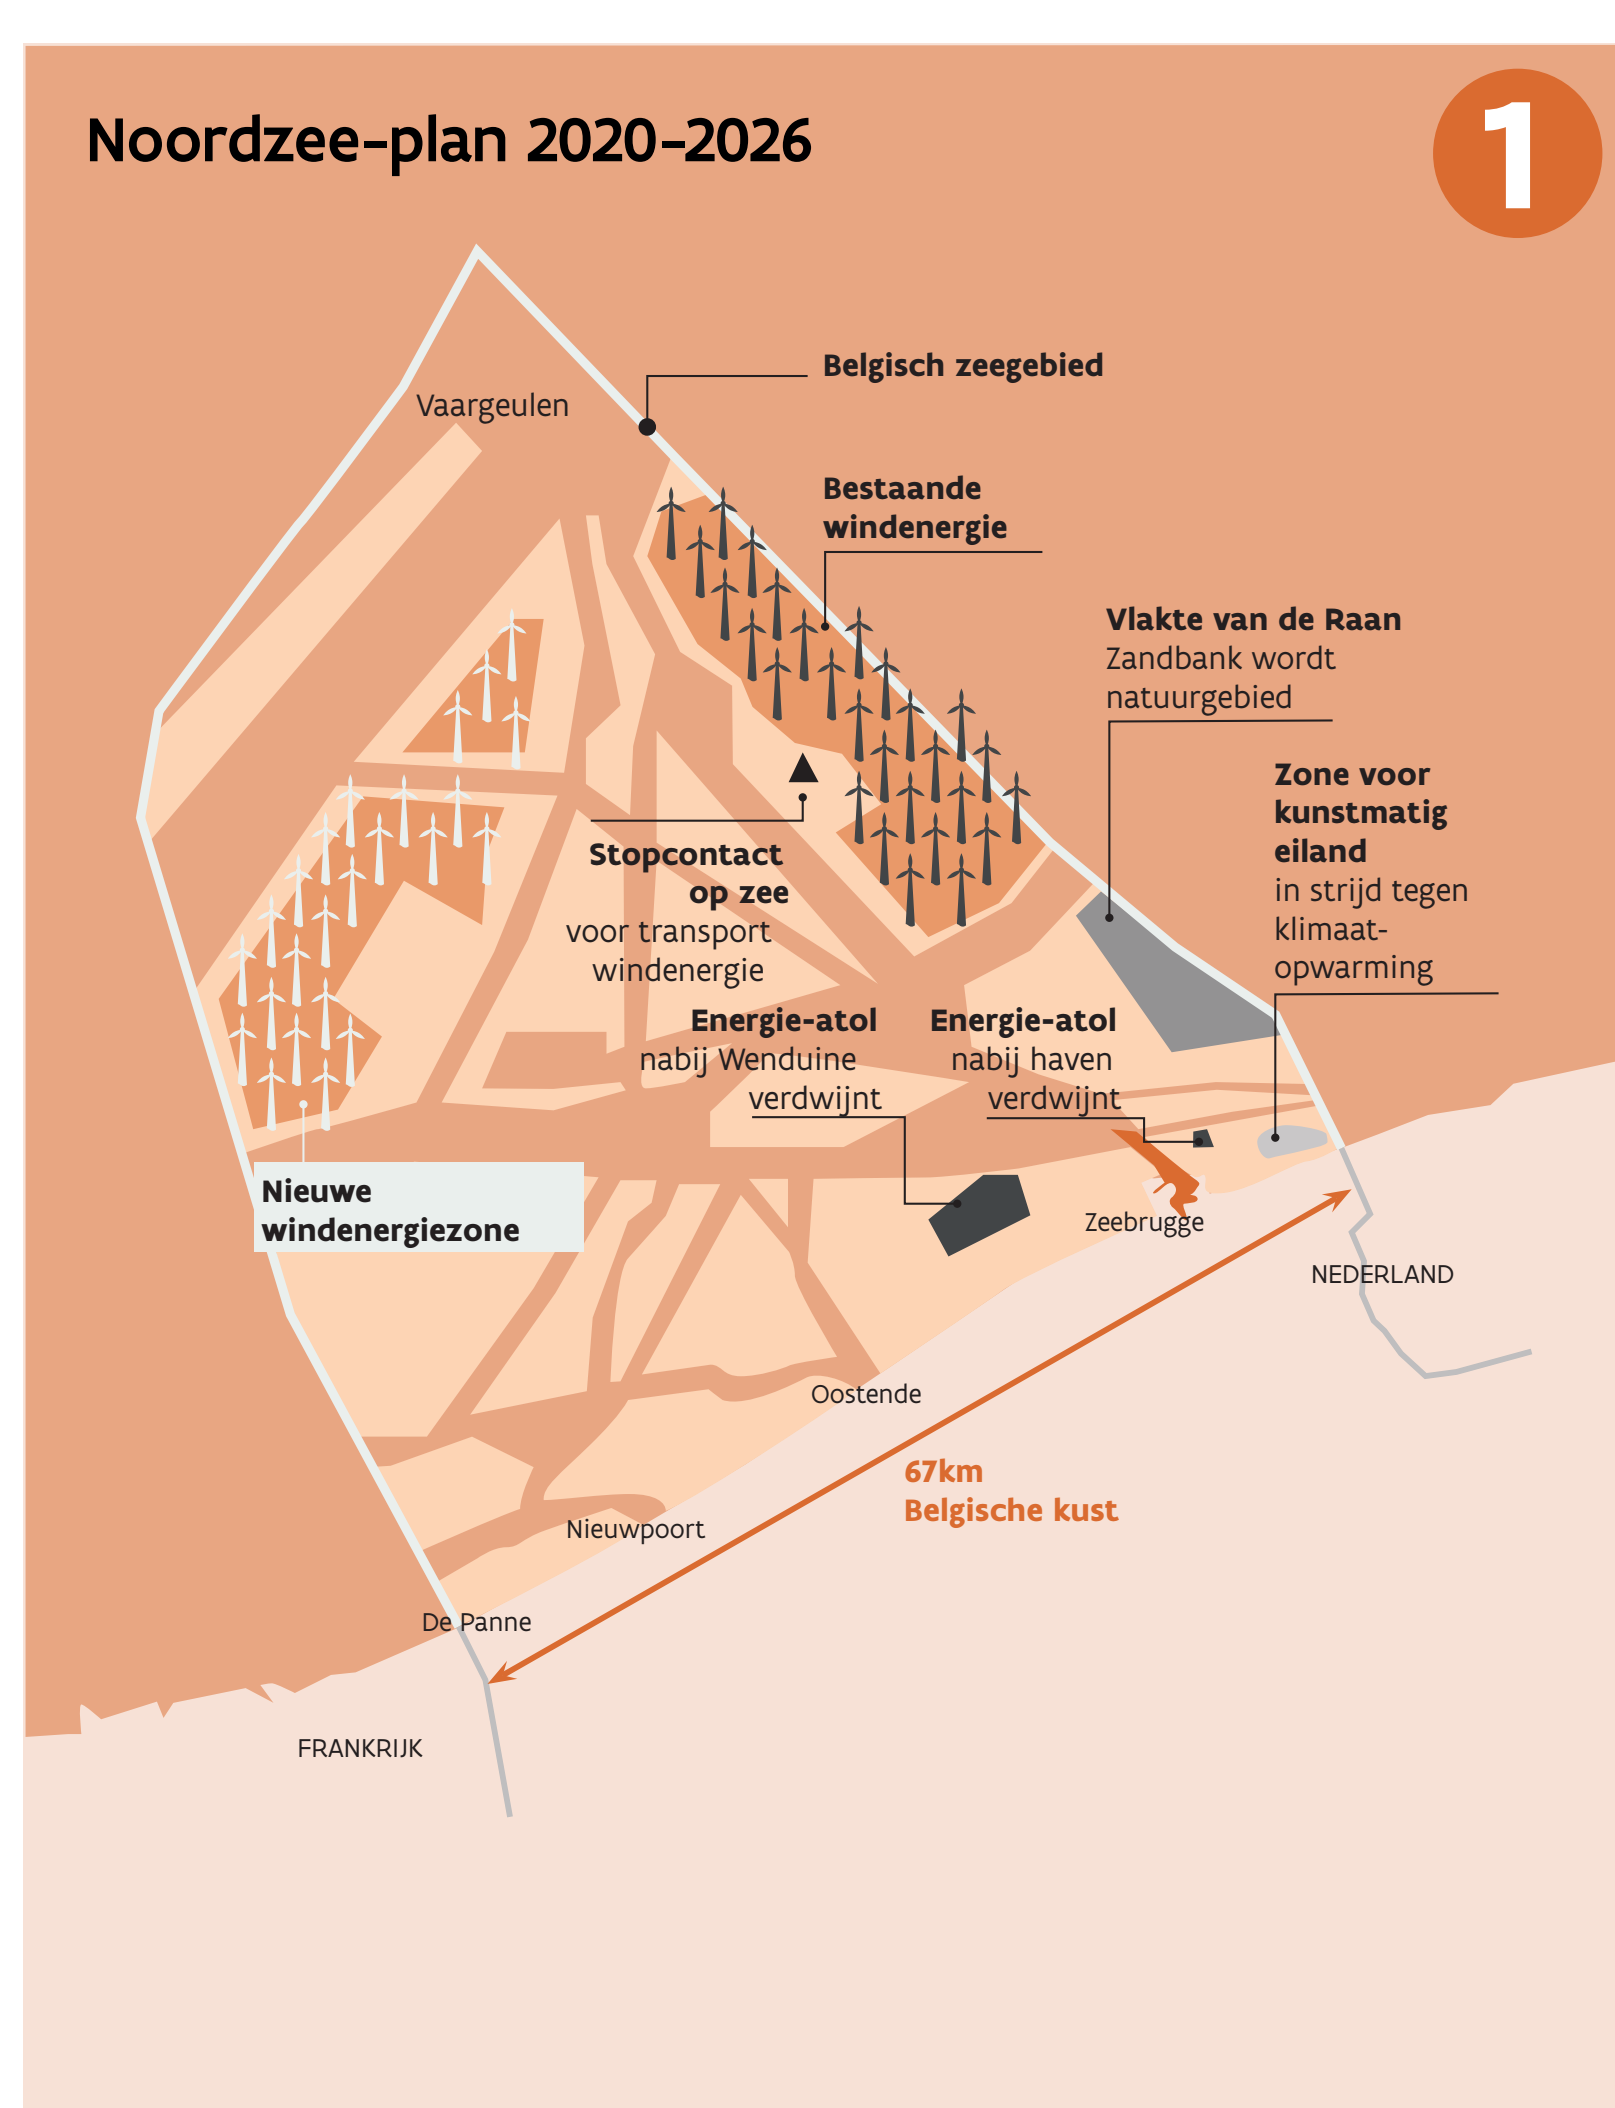 Noordzee-plan 2020-2026
1
Belgisch zeegebied
Vaargeulen
Bestaande
windenergie
Vlakte van de Raan
Zandbank wordt
natuurgebied
Zone voor
kunstmatig
eiland
in strijd tegen
klimaat-
opwarming
Stopcontact
op zee
voor transport
windenergie
Energie-atol
nabij Wenduine
verdwijnt
Energie-atol
nabij haven
verdwijnt
Nieuwe
windenergiezone
Zeebrugge
NEDERLAND
Oostende
67km
Belgische kust
Nieuwpoort
De Panne
FRANKRIJK